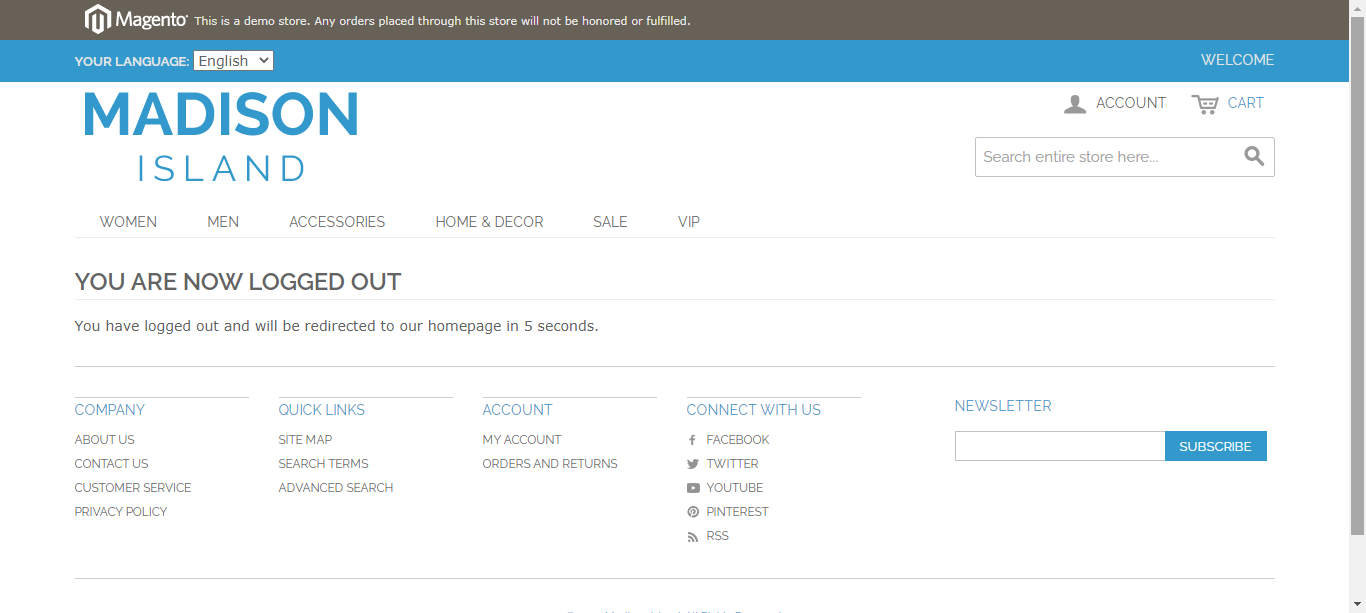 Magento This is a demo store. Any orders placed through this store will not be honored or fulfilled.
YOUR LANGUAGE: English WELCOME
MADISON
ISLAND
ACCOUNT CART
Search entire store here...
WOMEN MEN ACCESSORIES HOME & DECOR SALE VIP
YOU ARE NOW LOGGED OUT
You have logged out and will be redirected to our homepage in 5 seconds.
COMPANY
ABOUT US
CONTACT US
CUSTOMER SERVICE
PRIVACY POLICY
QUICK LINKS
SITE MAP
SEARCH TERMS
ADVANCED SEARCH
ACCOUNT
MY ACCOUNT
ORDERS AND RETURNS
CONNECT WITH US
FACEBOOK
TWITTER
YOUTUBE
PINTEREST
RSS
NEWSLETTER
SUBSCRIBE